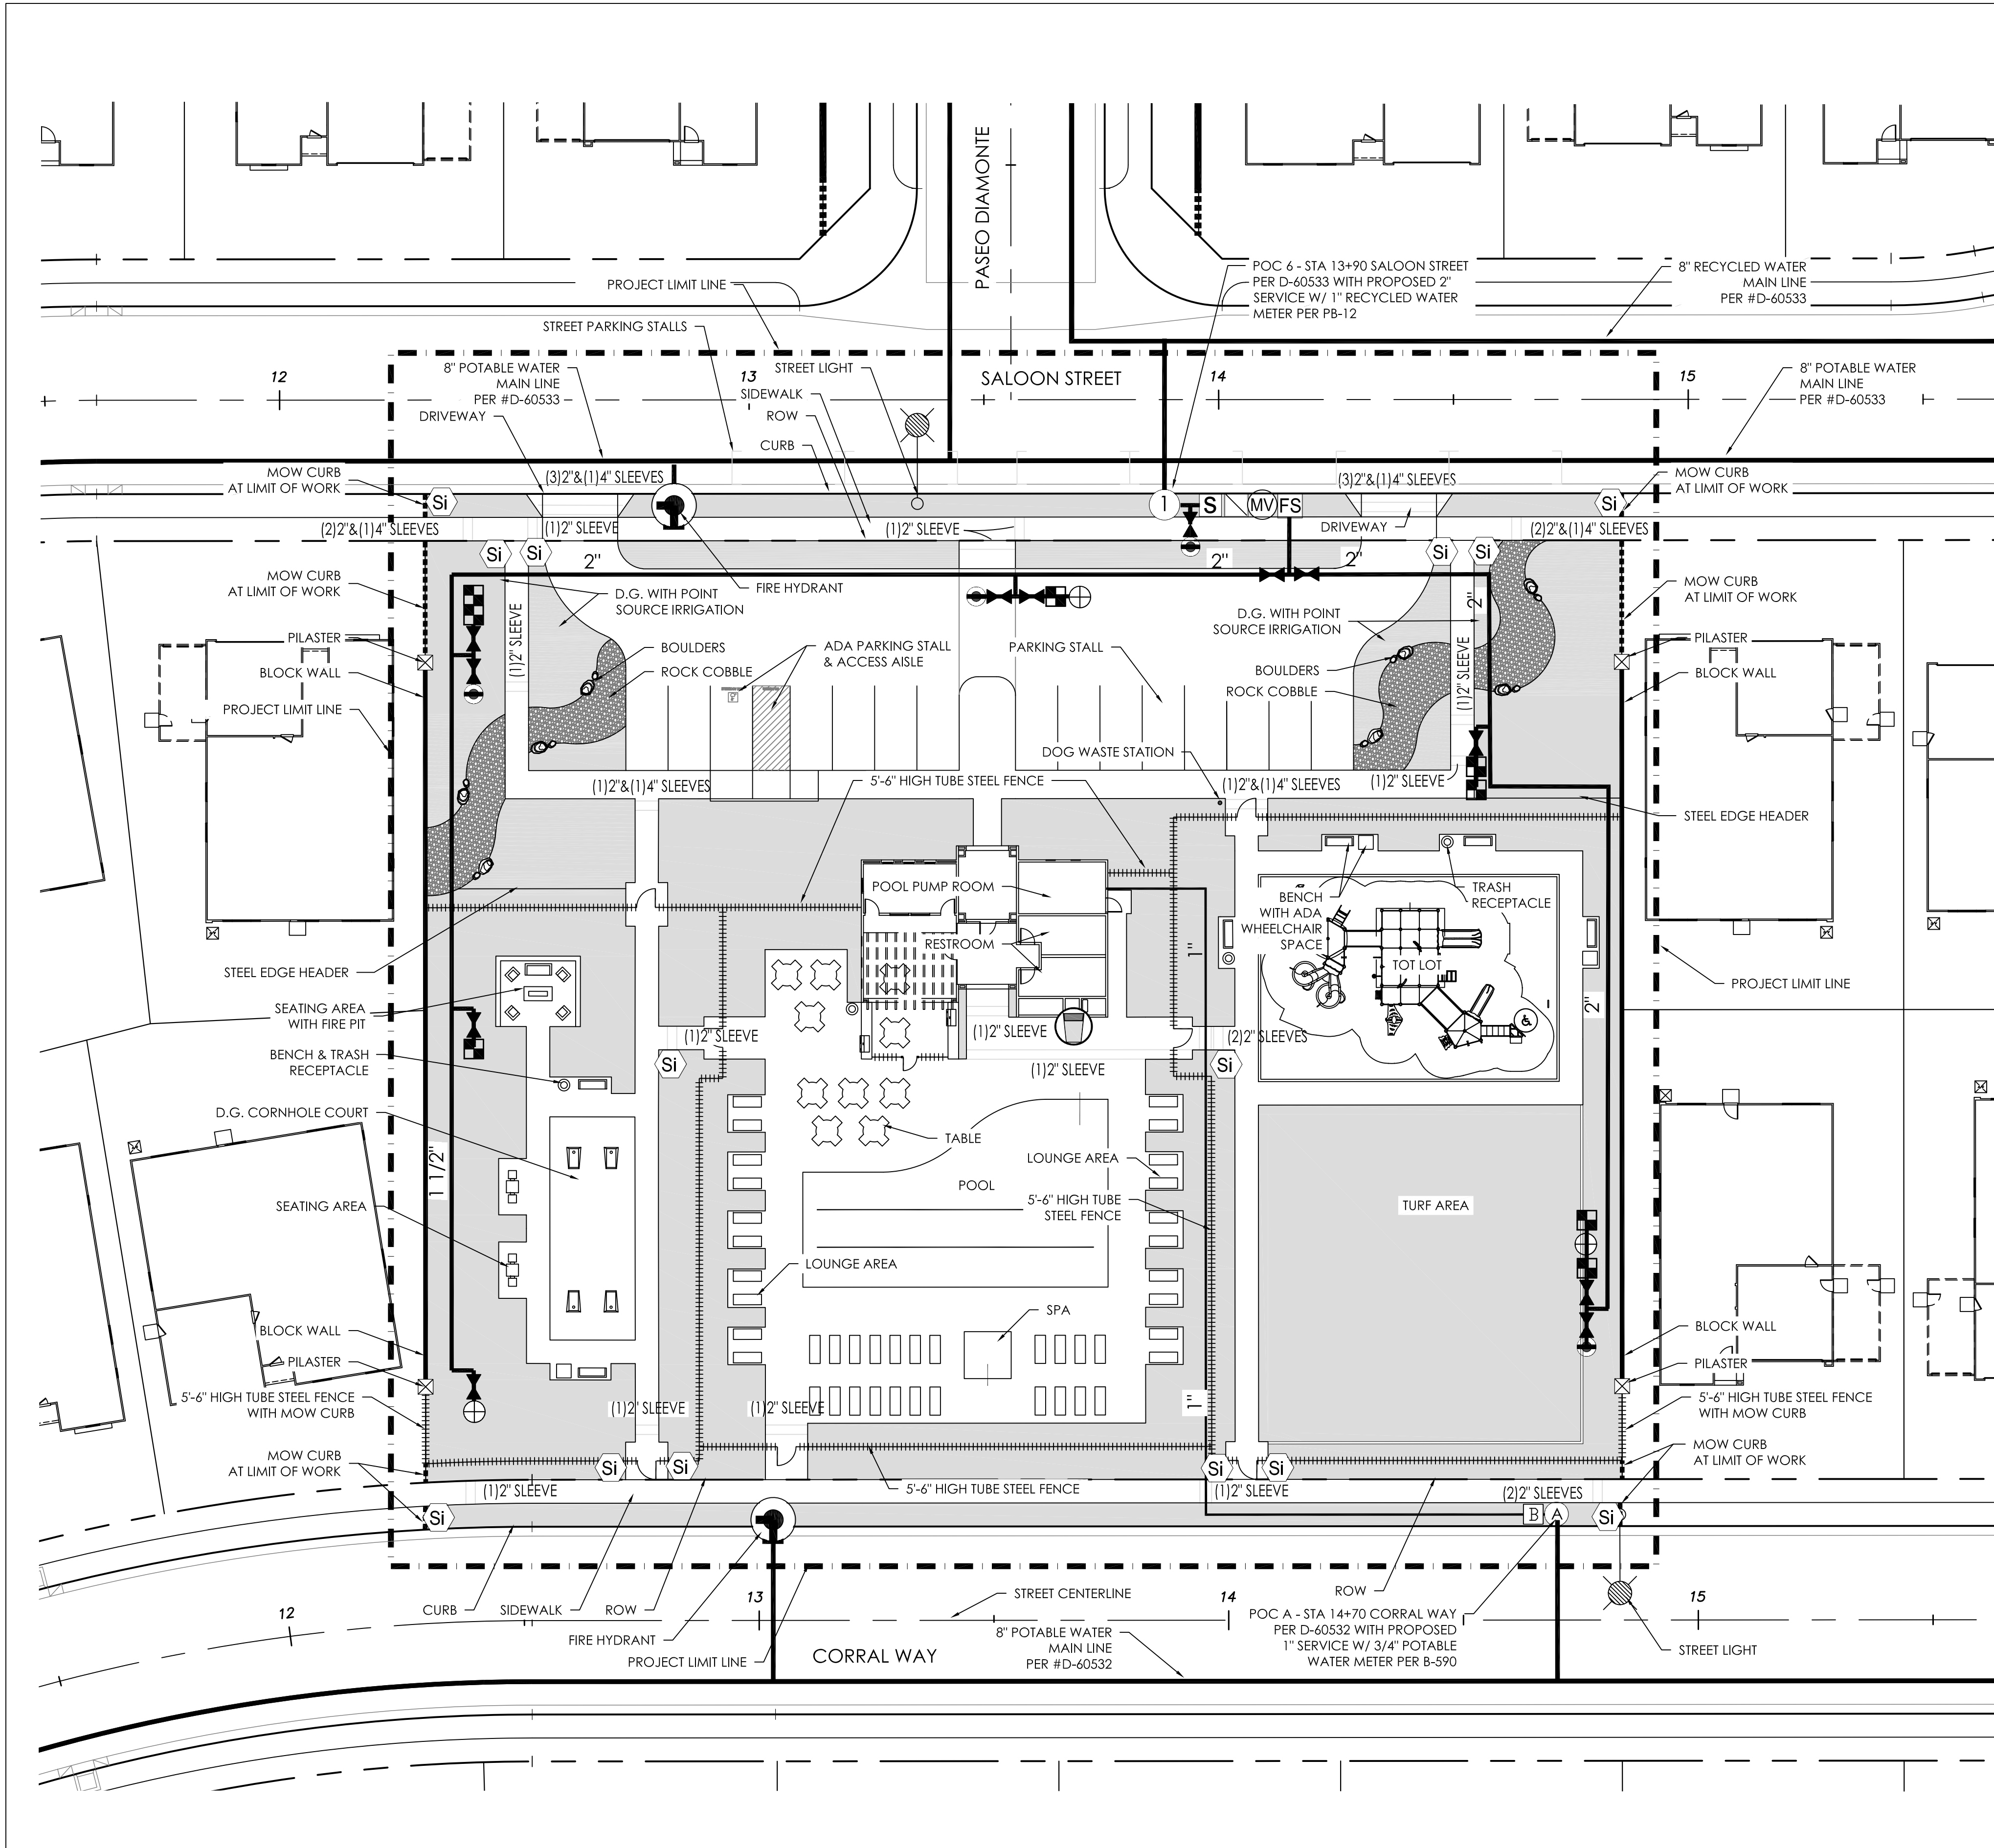 PASEO DIAMONTE
POC 6 - STA 13+90 SALOON STREET
PER D-60533 WITH PROPOSED 2"
SERVICE W/ 1" RECYCLED WATER
METER PER PB-12
8" RECYCLED WATER
MAIN LINE
PER #D-60533
PROJECT LIMIT LINE
STREET PARKING STALLS
12
8" POTABLE WATER
MAIN LINE
PER #D-60533
DRIVEWAY
13
STREET LIGHT
SIDEWALK
ROW
CURB
SALOON STREET
14
15
8" POTABLE WATER
MAIN LINE
PER #D-60533
MOW CURB
AT LIMIT OF WORK
Si
(3)2"&(1)4" SLEEVES
(3)2"&(1)4" SLEEVES
Si
MOW CURB
AT LIMIT OF WORK
1
S
MV
FS
(2)2"&(1)4" SLEEVES
(1)2" SLEEVE
(1)2" SLEEVE
DRIVEWAY
(2)2"&(1)4" SLEEVES
Si
Si
Si
Si
2"
2"
2"
MOW CURB
AT LIMIT OF WORK
D.G. WITH POINT
SOURCE IRRIGATION
FIRE HYDRANT
D.G. WITH POINT
SOURCE IRRIGATION
2"
MOW CURB
AT LIMIT OF WORK
PILASTER
BLOCK WALL
PROJECT LIMIT LINE
(1)2" SLEEVE
BOULDERS
ROCK COBBLE
ADA PARKING STALL
& ACCESS AISLE
PARKING STALL
BOULDERS
ROCK COBBLE
(1)2" SLEEVE
PILASTER
BLOCK WALL
DOG WASTE STATION
(1)2"&(1)4" SLEEVES
5'-6" HIGH TUBE STEEL FENCE
(1)2"&(1)4" SLEEVES
(1)2" SLEEVE
STEEL EDGE HEADER
POOL PUMP ROOM
RESTROOM
1"
BENCH
WITH ADA
WHEELCHAIR
SPACE
TRASH
RECEPTACLE
TOT LOT
2"
STEEL EDGE HEADER
PROJECT LIMIT LINE
SEATING AREA
WITH FIRE PIT
(1)2" SLEEVE
(1)2" SLEEVE
(2)2" SLEEVES
BENCH & TRASH
RECEPTACLE
Si
(1)2" SLEEVE
Si
D.G. CORNHOLE COURT
TABLE
1 1/2"
LOUNGE AREA
POOL
5'-6" HIGH TUBE
STEEL FENCE
TURF AREA
SEATING AREA
LOUNGE AREA
SPA
BLOCK WALL
PILASTER
5'-6" HIGH TUBE STEEL FENCE
WITH MOW CURB
BLOCK WALL
PILASTER
5'-6" HIGH TUBE STEEL FENCE
WITH MOW CURB
(1)2" SLEEVE
(1)2" SLEEVE
1"
MOW CURB
AT LIMIT OF WORK
Si
Si
Si
Si
MOW CURB
AT LIMIT OF WORK
(1)2" SLEEVE
5'-6" HIGH TUBE STEEL FENCE
(1)2" SLEEVE
(2)2" SLEEVES
Si
B
A
Si
12
CURB
SIDEWALK
ROW
FIRE HYDRANT
PROJECT LIMIT LINE
13
CORRAL WAY
STREET CENTERLINE
8" POTABLE WATER
MAIN LINE
PER #D-60532
14
ROW
POC A - STA 14+70 CORRAL WAY
PER D-60532 WITH PROPOSED
1" SERVICE W/ 3/4" POTABLE
WATER METER PER B-590
15
STREET LIGHT